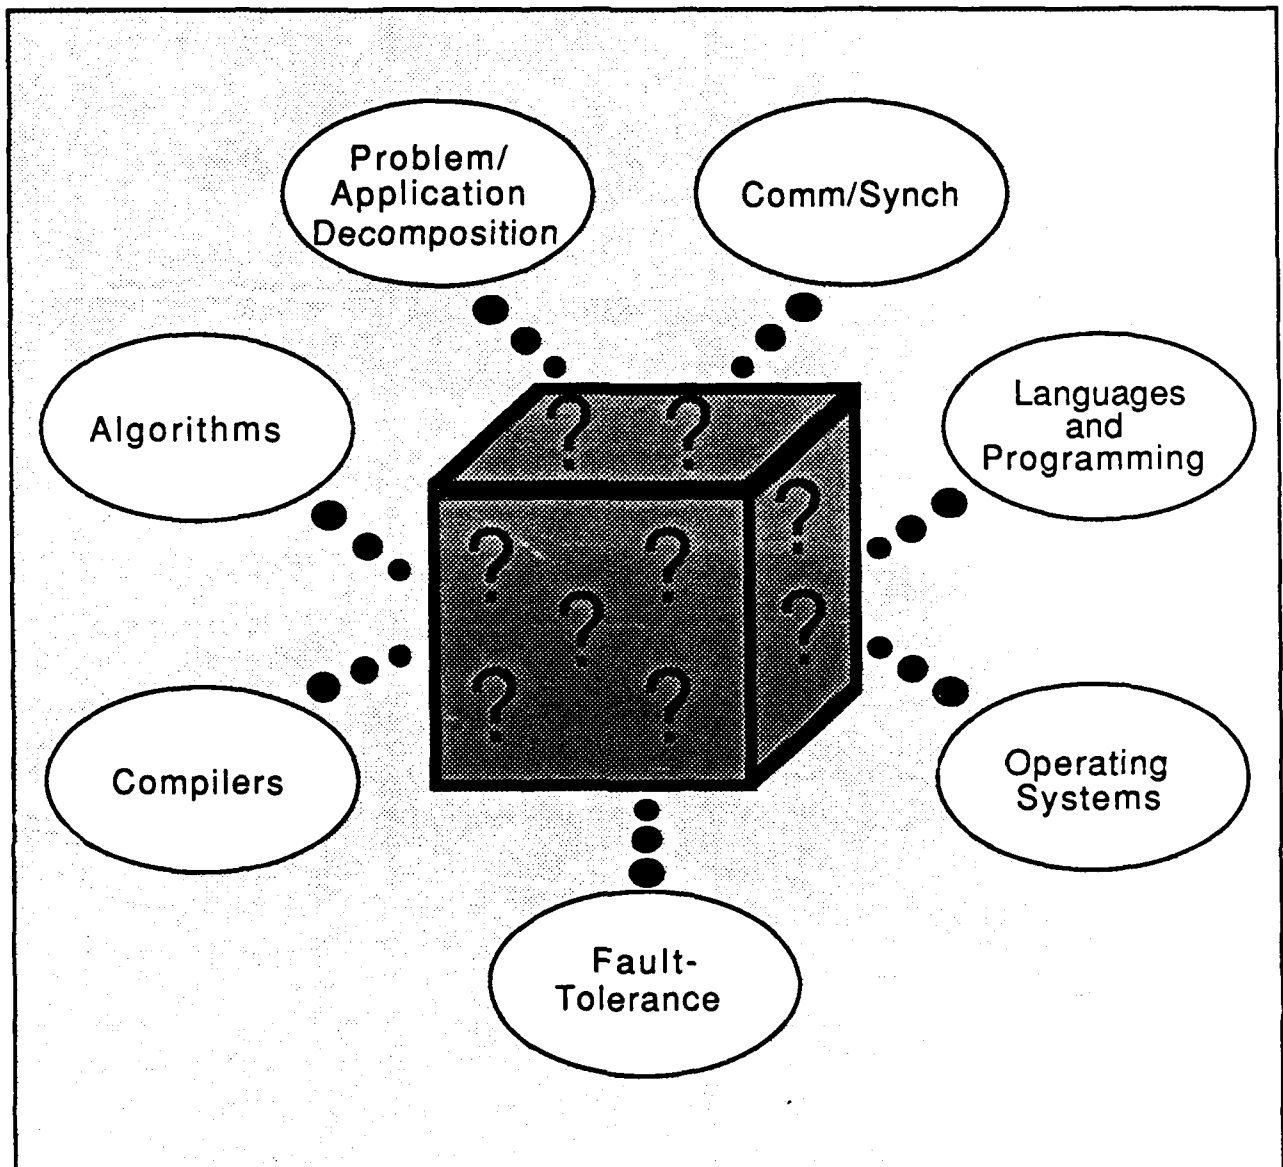 Problem/
Application
Decomposition
Comm/Synch
Algorithms
Languages
and
Programming
? ?
?
? ?
?
?
? ?
Compilers
Operating
Systems
Fault-
Tolerance